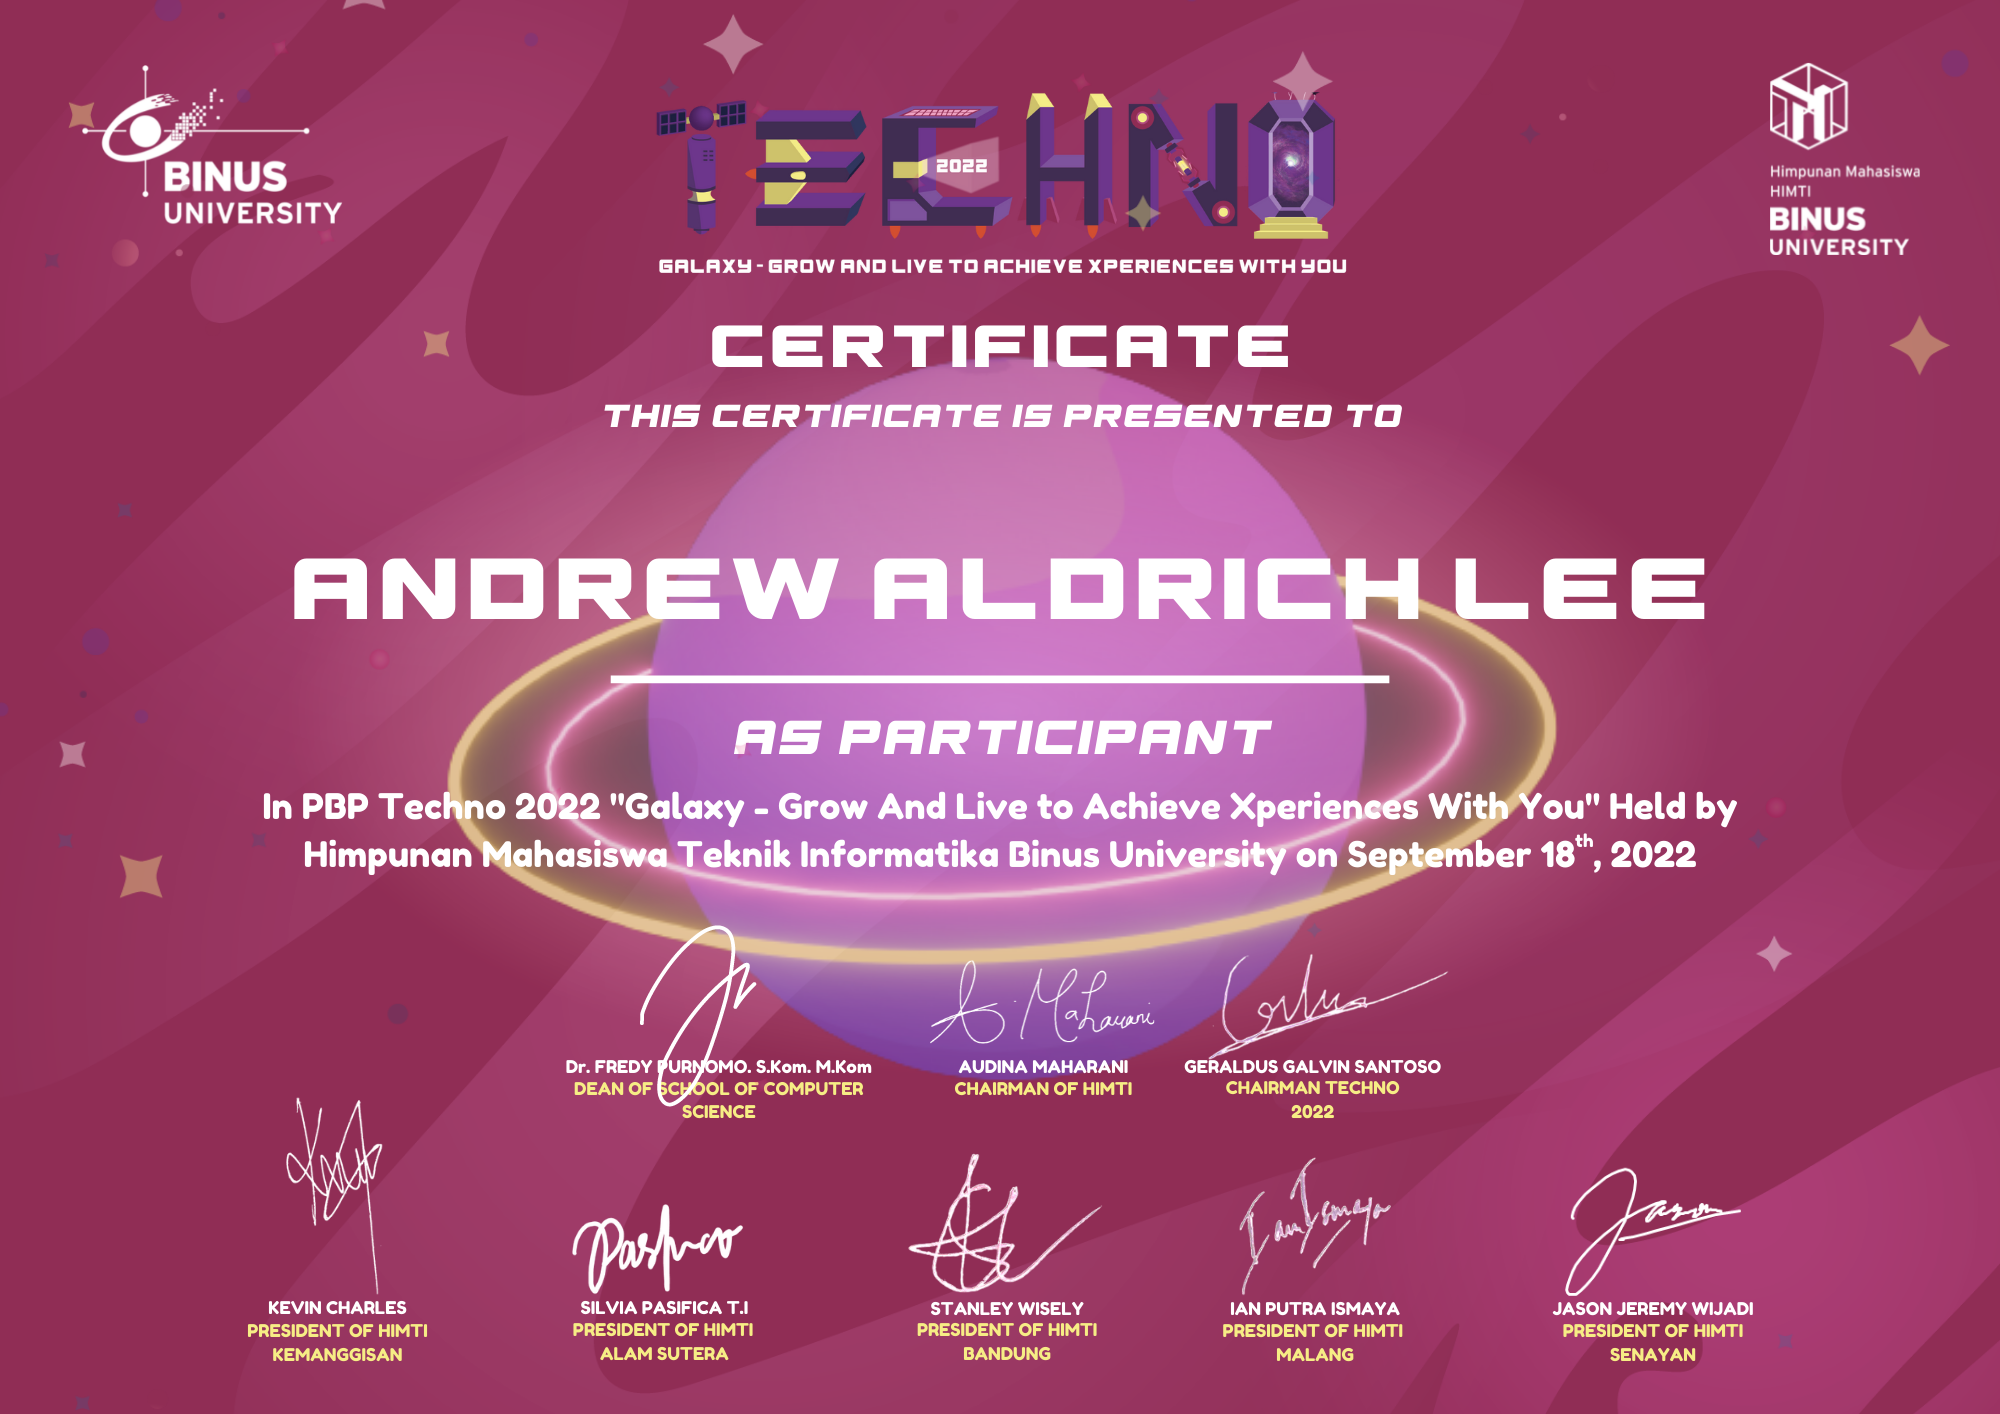 BINUS
UNIVERSITY
TECHNO
2022
GALAXY - GROW AND LIVE TO ACHIEVE XPERIENCES WITH YOU
Himpunan Mahasiswa
HIMTI
BINUS
UNIVERSITY
CERTIFICATE
THIS CERTIFICATE IS PRESENTED TO
ANDREW ALDRICH LEE
AS PARTICIPANT
In PBP Techno 2022 "Galaxy - Grow And Live to Achieve Xperiences With You" Held by
Himpunan Mahasiswa Teknik Informatika Binus University on September 18th, 2022
A Maharani
Dr. FREDY PURNOMO. S.Kom. M.Kom
DEAN OF SCHOOL OF COMPUTER
SCIENCE
AUDINA MAHARANI
CHAIRMAN OF HIMTI
GERALDUS GALVIN SANTOSO
CHAIRMAN TECHNO
2022
Ian Ismaya
Jason
KEVIN CHARLES
PRESIDENT OF HIMTI
KEMANGGISAN
SILVIA PASIFICA T.I
PRESIDENT OF HIMTI
ALAM SUTERA
STANLEY WISELY
PRESIDENT OF HIMTI
BANDUNG
IAN PUTRA ISMAYA
PRESIDENT OF HIMTI
MALANG
JASON JEREMY WIJADI
PRESIDENT OF HIMTI
SENAYAN